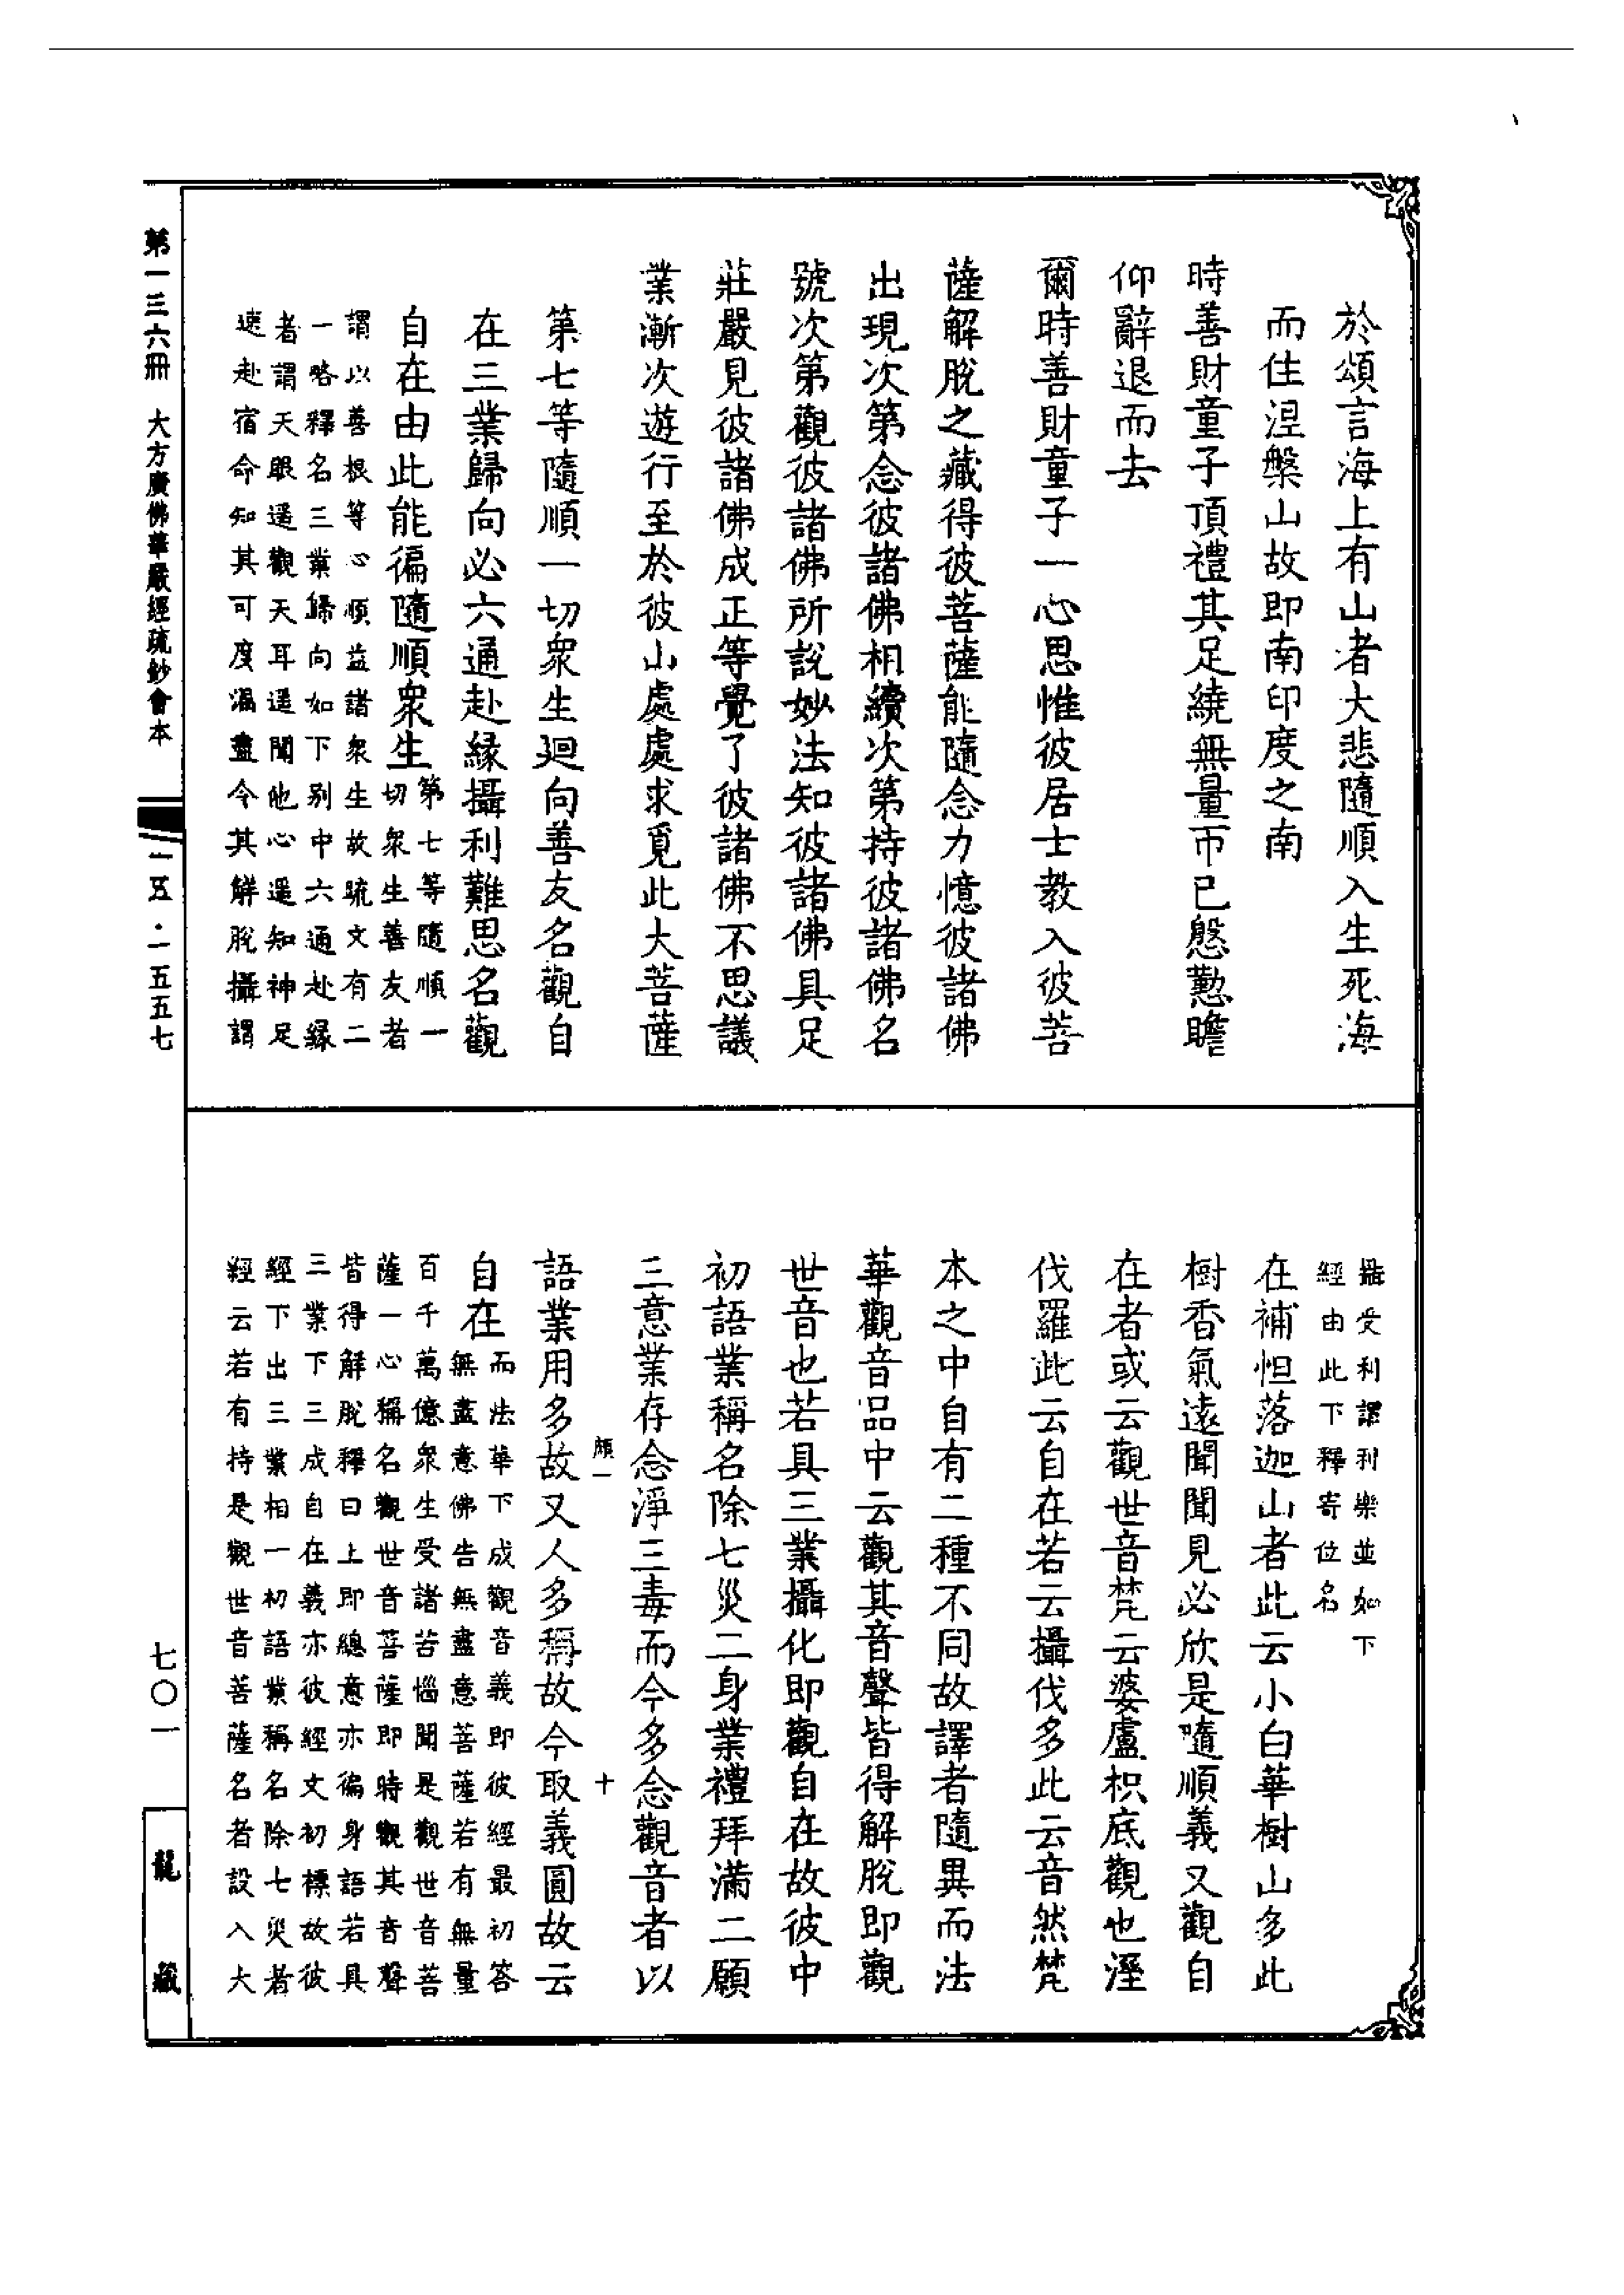 於頌言海上有山者大悲隨順入生死海
而住涅槃山故即南印度之南
時善財童子頂禮其足繞無量帀已慇懃瞻
仰辭退而去
爾時善財童子一心思惟彼居士教入彼菩
薩解脫之藏得彼菩薩能隨念力憶彼諸佛
出現次第念彼諸佛相續次第持彼諸佛名
號次第觀彼諸佛所說妙法知彼諸佛具足
莊嚴見彼諸佛成正等覺了彼諸佛不思議
業漸次遊行至於彼山處處求覓此大菩薩
第七等隨順一切衆生廻向善友名觀自
在三業歸向必六通赴緣攝利難思名觀
自在由此能徧隨順衆生
第七等隨順一
切衆生善友者
謂以善根等心順益諸衆生故疏文有二
一略釋名三業歸向如下别中六通赴緣
者謂天眼遥觀天耳遥聞他心遥知神足
速赴宿命知其可度漏盡令其解脫攝謂
攝受利謂利樂並如下
經由此下釋寄位名
在補怛落迦山者此云小白華樹山多此
樹香氣遠聞聞見必欣是隨順義又觀自
在者或云觀世音梵云婆盧枳底觀也溼
伐羅此云自在若云攝伐多此云音然梵
本之中自有二種不同故譯者隨異而法
華觀音品中云觀其音聲皆得解脫即觀
世音也若具三業攝化即觀自在故彼中
初語業稱名除七災二身業禮拜滿二願
三意業存念淨三毒而今多念觀音者以
頗一
十
語業用多故又人多稱故今取義圓故云
自在
而法華下成觀音義即彼經最初答
無盡意佛告無盡意菩薩若有無量
百千萬億衆生受諸苦惱聞是觀世音菩
薩一心稱名觀世音菩薩即時觀其音聲
皆得解脫釋曰上即總意亦徧身語若具
三業下三成自在義亦彼經文初標故彼
經下出三業相一初語業稱名除七災者
經云若有持是觀世音菩薩名者設入大
第一三六冊 大方廣佛華嚴經疏鈔會本
一五五·一五五七
七〇一
龍藏